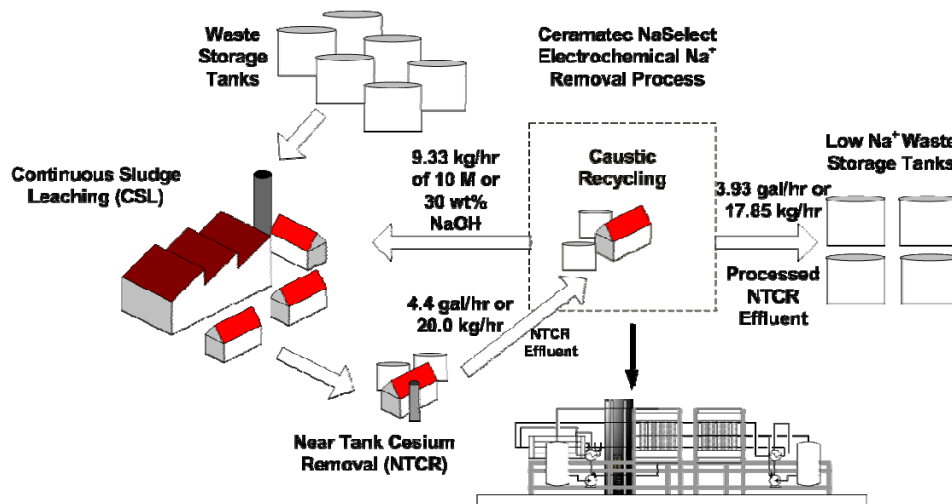 Waste
Storage
Tanks
Ceramatec NaSelect
Electrochemical Na⁺
Removal Process
Continuous Sludge
Leaching (CSL)
9.33 kg/hr
of 10 M or
30 wt%
NaOH
Caustic
Recycling
Low Na⁺ Waste
Storage Tanks
3.93 gal/hr or
17.85 kg/hr
Processed
NTCR
Effluent
4.4 gal/hr or
20.0 kg/hr
NTCR
Effluent
Near Tank Cesium
Removal (NTCR)